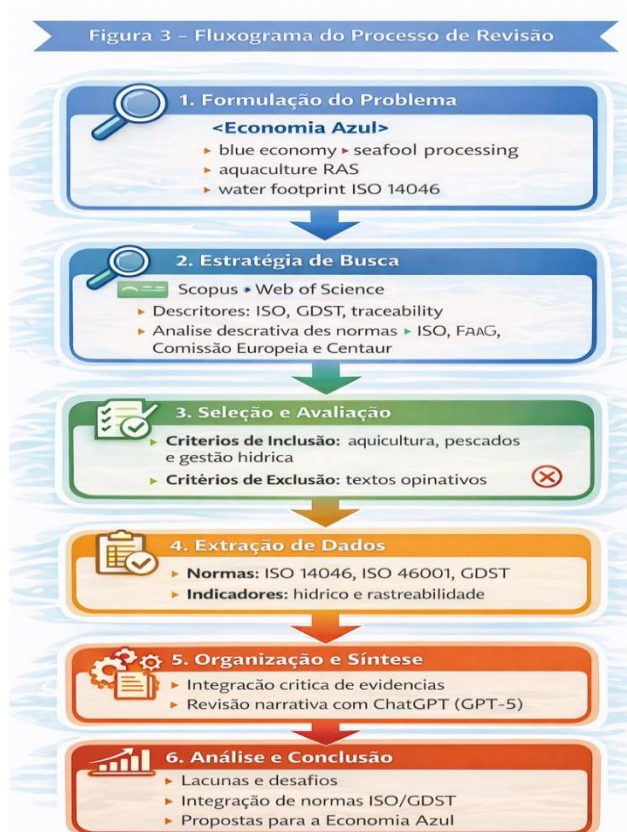 Figura 3 – Fluxograma do Processo de Revisão
1. Formulação do Problema
<Economia Azul>
▸ blue economy ▸ seafool processing
▸ aquaculture RAS
▸ water footprint ISO 14046
2. Estratégia de Busca
Scopus • Web of Science
▸ Descritores: ISO, GDST, traceability
▸ Analise descrativa des normas ▸ ISO, FAAG,
Comissão Europeia e Centaur
3. Seleção e Avaliação
▸ Criterios de Inclusão: aquicultura, pescados
e gestão hidrica
▸ Critérios de Exclusão: textos opinativos
4. Extração de Dados
▸ Normas: ISO 14046, ISO 46001, GDST
▸ Indicadores: hidrico e rastreabilidade
5. Organização e Síntese
▸ Integracão critica de evidencias
▸ Revisão narrativa com ChatGPT (GPT-5)
6. Análise e Conclusão
▸ Lacunas e desafios
▸ Integração de normas ISO/GDST
▸ Propostas para a Economia Azul